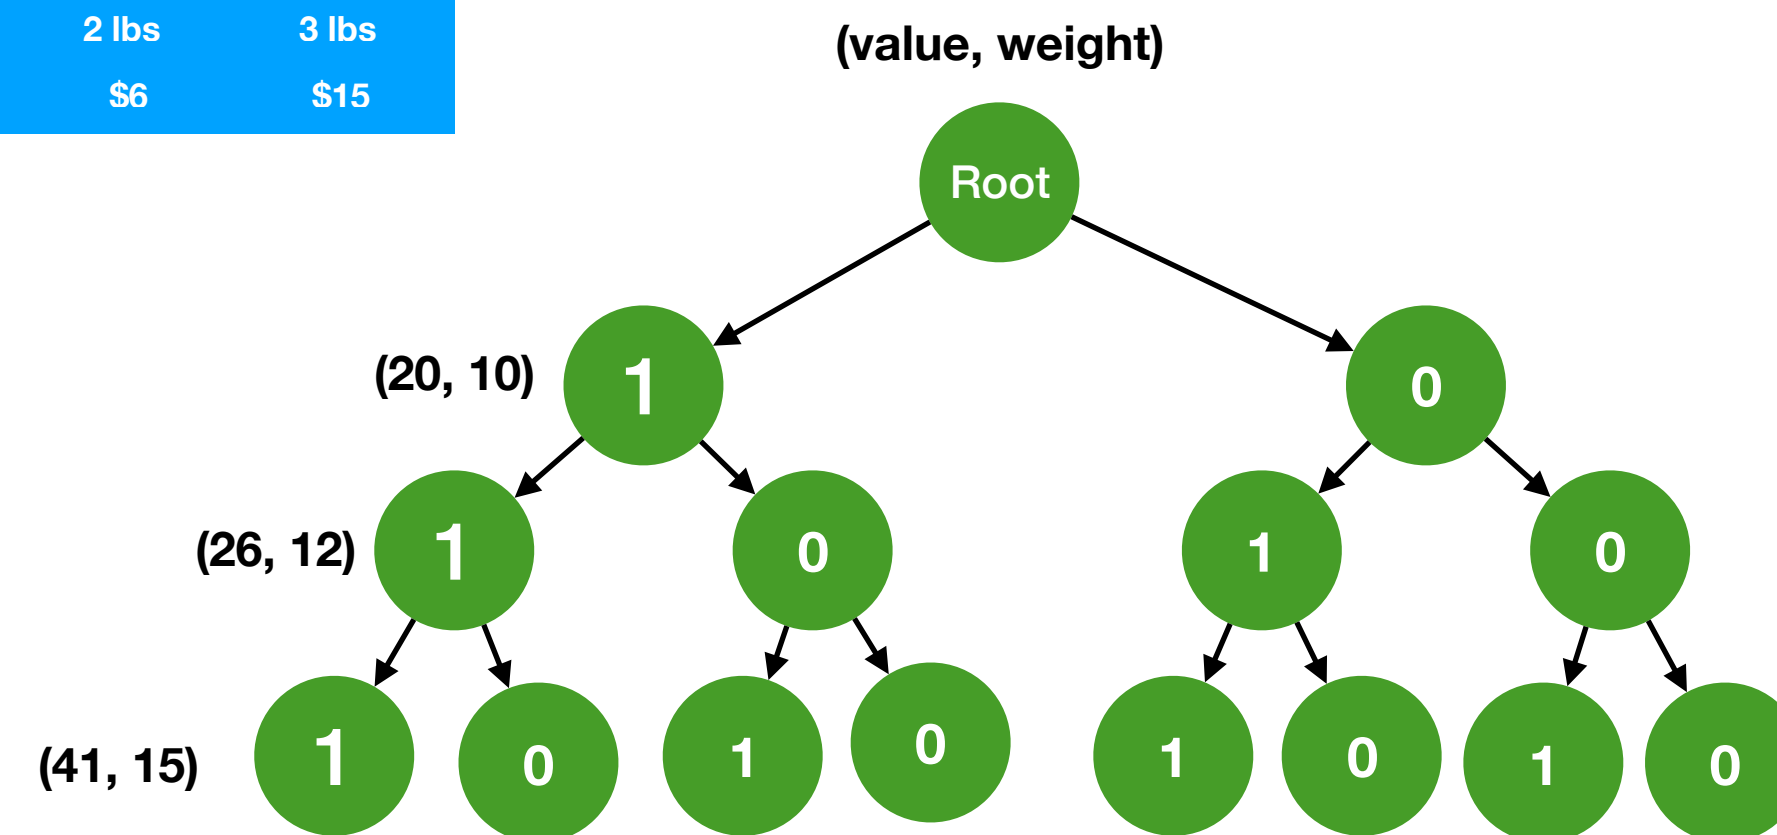 2 lbs 3 lbs
$6 $15
(value, weight)
Root
(20, 10) 1 0
(26, 12) 1 0 1 0
(41, 15) 1 0 1 0 1 0 1 0